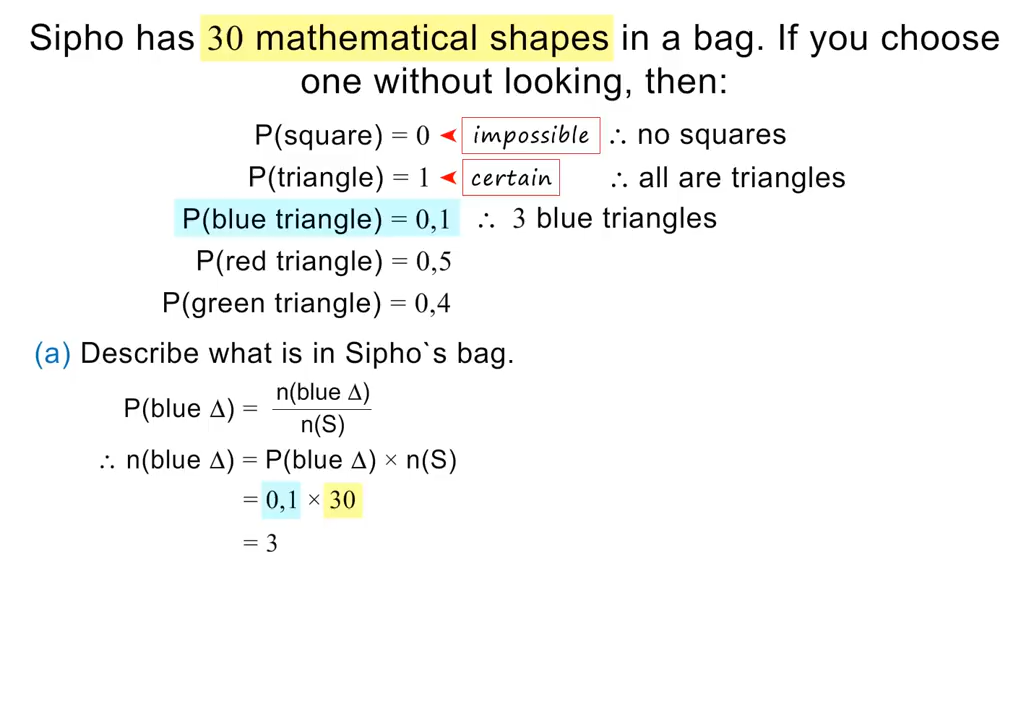 Sipho has 30 mathematical shapes in a bag. If you choose
one without looking, then:
P(square) = 0 impossible ∴ no squares
P(triangle) = 1 certain ∴ all are triangles
P(blue triangle) = 0,1 ∴ 3 blue triangles
P(red triangle) = 0,5
P(green triangle) = 0,4
(a) Describe what is in Sipho`s bag.
P(blue Δ) = n(blue Δ) / n(S)
∴ n(blue Δ) = P(blue Δ) × n(S)
= 0,1 × 30
= 3